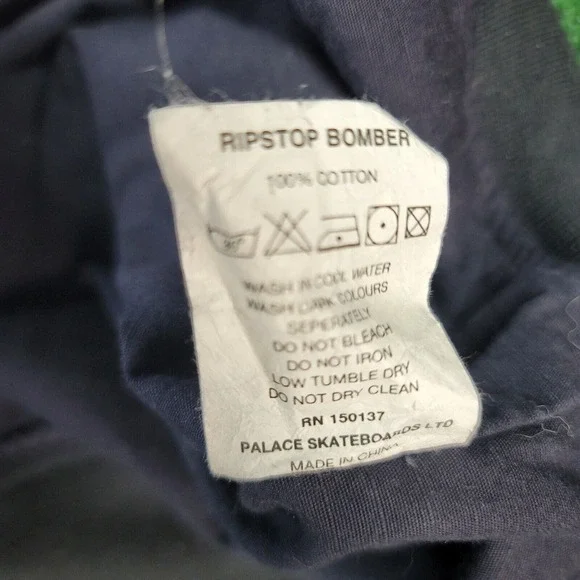 RIPSTOP BOMBER
100% COTTON
30°
WASH IN COOL WATER
WASH DARK COLOURS
SEPERATELY
DO NOT BLEACH
DO NOT IRON
LOW TUMBLE DRY
DO NOT DRY CLEAN
RN 150137
PALACE SKATEBOARDS LTD
MADE IN CHINA